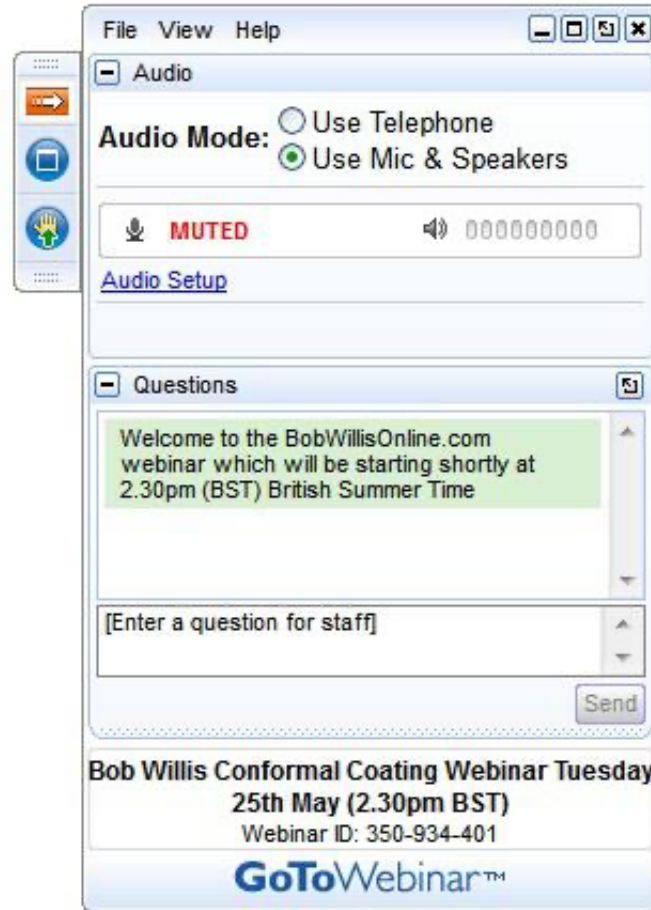 File View Help
Audio
Audio Mode: Use Telephone
Use Mic & Speakers
MUTED 000000000
Audio Setup
Questions
Welcome to the BobWillisOnline.com
webinar which will be starting shortly at
2.30pm (BST) British Summer Time
[Enter a question for staff]
Send
Bob Willis Conformal Coating Webinar Tuesday
25th May (2.30pm BST)
Webinar ID: 350-934-401
GoToWebinar™